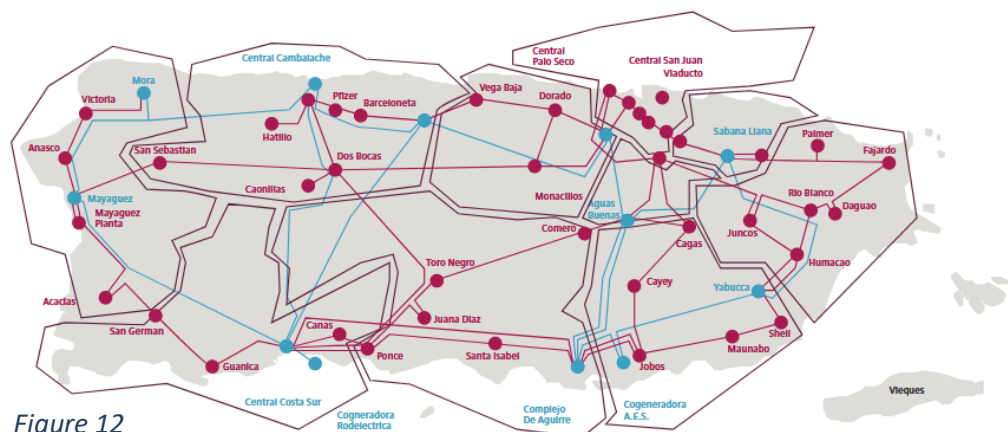 Central Cambalache
Central
Palo Seco
Central San Juan
Viaducto
Mora
Victoria
Pfizer
Barceloneta
Vega Baja
Dorado
Hatillo
Sabana Llana
Palmer
Anasco
San Sebastian
Dos Bocas
Fajardo
Caonillas
Monacillos
Mayaguez
Rio Blanco
Mayaguez
Planta
Aguas
Buenas
Daguao
Comero
Cagas
Juncos
Toro Negro
Humacao
Acacias
Cayey
Yabucca
San German
Canas
Juana Diaz
Shell
Maunabo
Guanica
Ponce
Santa Isabel
Jobos
Vieques
Central Costa Sur
Cogneradora
Rodelectrica
Complejo
De Aguirre
Cogeneradora
A.E.S.
Figure 12